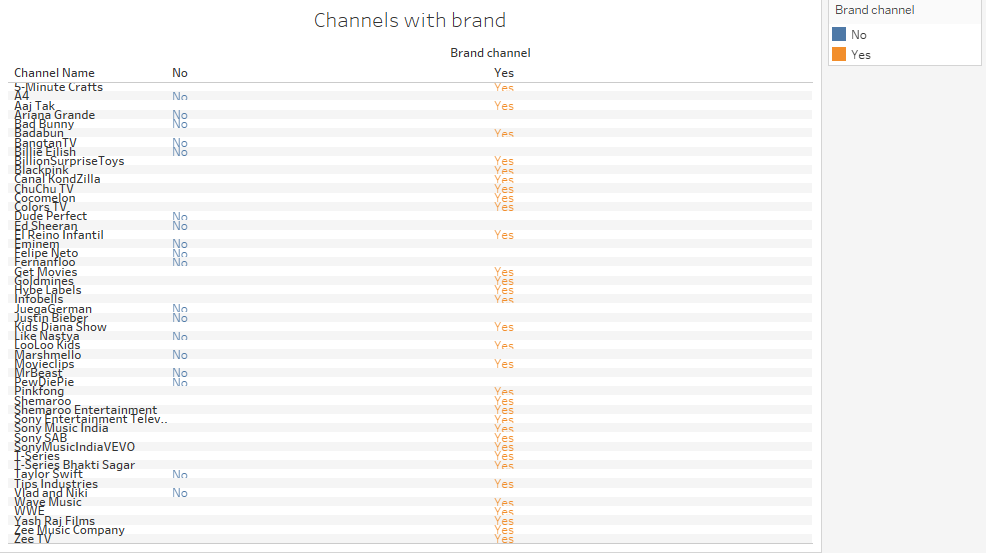 Channels with brand
Brand channel
Channel Name No Yes
5-Minute Crafts Yes
A4 No
Aaj Tak Yes
Ariana Grande No
Bad Bunny No
Badabun Yes
BangtanTV No
Billie Eilish No
BillionSurpriseToys Yes
Blackpink Yes
Canal KondZilla Yes
ChuChu TV Yes
Cocomelon Yes
Colors TV Yes
Dude Perfect No
Ed Sheeran No
El Reino Infantil Yes
Eminem No
Felipe Neto No
Fernanfloo No
Get Movies Yes
Goldmines Yes
Hybe Labels Yes
Infobells Yes
JuegaGerman No
Justin Bieber No
Kids Diana Show Yes
Like Nastya No
LooLoo Kids Yes
Marshmello No
Movieclips Yes
MrBeast No
PewDiePie No
Pinkfong Yes
Shemaroo Yes
Shemaroo Entertainment Yes
Sony Entertainment Telev.. Yes
Sony Music India Yes
Sony SAB Yes
SonyMusicIndiaVEVO Yes
T-Series Yes
T-Series Bhakti Sagar Yes
Taylor Swift No
Tips Industries Yes
Vlad and Niki No
Wave Music Yes
WWE Yes
Yash Raj Films Yes
Zee Music Company Yes
Zee TV Yes
Brand channel
No
Yes